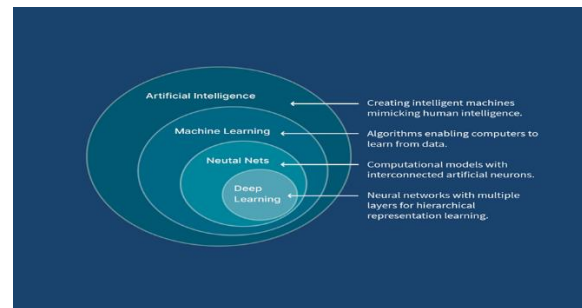 Artificial Intelligence
Creating intelligent machines
mimicking human intelligence.
Machine Learning
Algorithms enabling computers to
learn from data.
Neutal Nets
Computational models with
interconnected artificial neurons.
Deep
Learning
Neural networks with multiple
layers for hierarchical
representation learning.